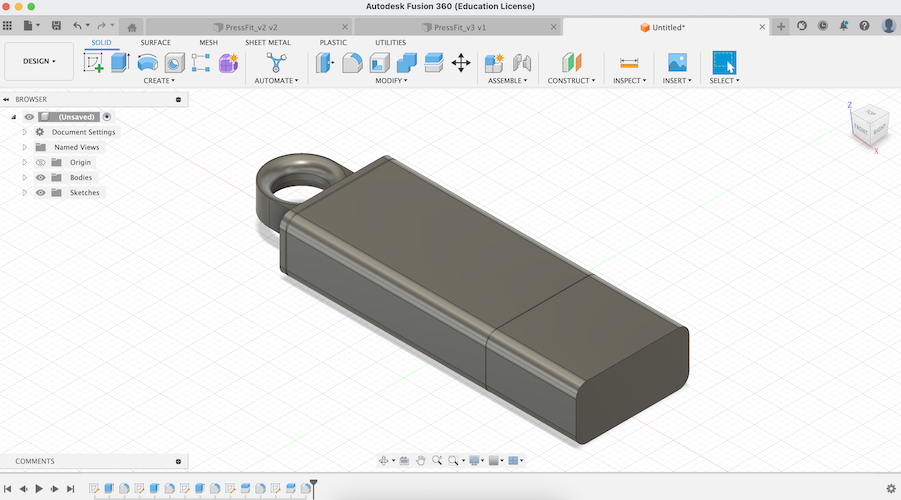 Autodesk Fusion 360 (Education License)
PressFit_v2 v2
PressFit_v3 v1
Untitled*
DESIGN
SOLID
SURFACE
MESH
SHEET METAL
PLASTIC
UTILITIES
CREATE
AUTOMATE
MODIFY
ASSEMBLE
CONSTRUCT
INSPECT
INSERT
SELECT
BROWSER
(Unsaved)
Document Settings
Named Views
Origin
Bodies
Sketches
Z
TOP
FRONT
RIGHT
X
COMMENTS